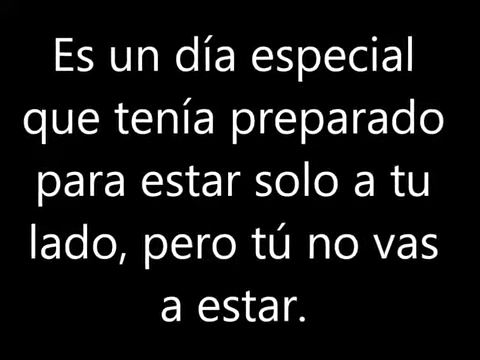 Es un día especial
que tenía preparado
para estar solo a tu
lado, pero tú no vas
a estar.